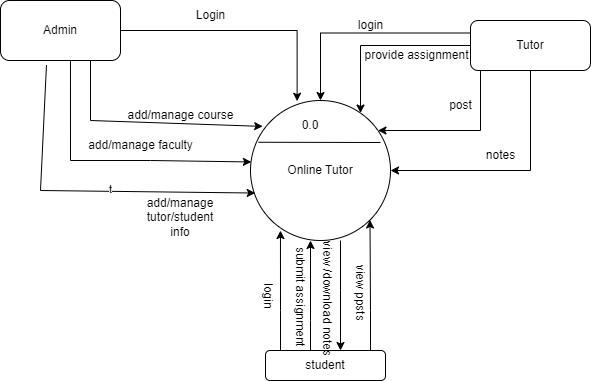 Login
login
Admin
Tutor
provide assignment
post
add/manage course
0.0
add/manage faculty
notes
Online Tutor
t
add/manage
tutor/student
info
login
submit assignment
view /download notes
view ppsts
student